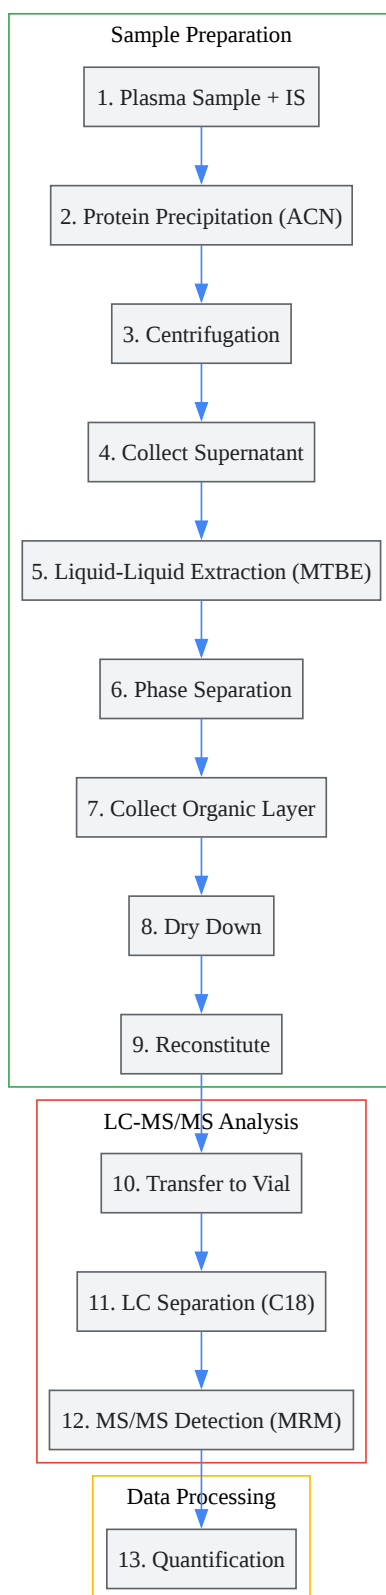 Sample Preparation
1. Plasma Sample + IS
2. Protein Precipitation (ACN)
3. Centrifugation
4. Collect Supernatant
5. Liquid-Liquid Extraction (MTBE)
6. Phase Separation
7. Collect Organic Layer
8. Dry Down
9. Reconstitute
LC-MS/MS Analysis
10. Transfer to Vial
11. LC Separation (C18)
12. MS/MS Detection (MRM)
Data Processing
13. Quantification